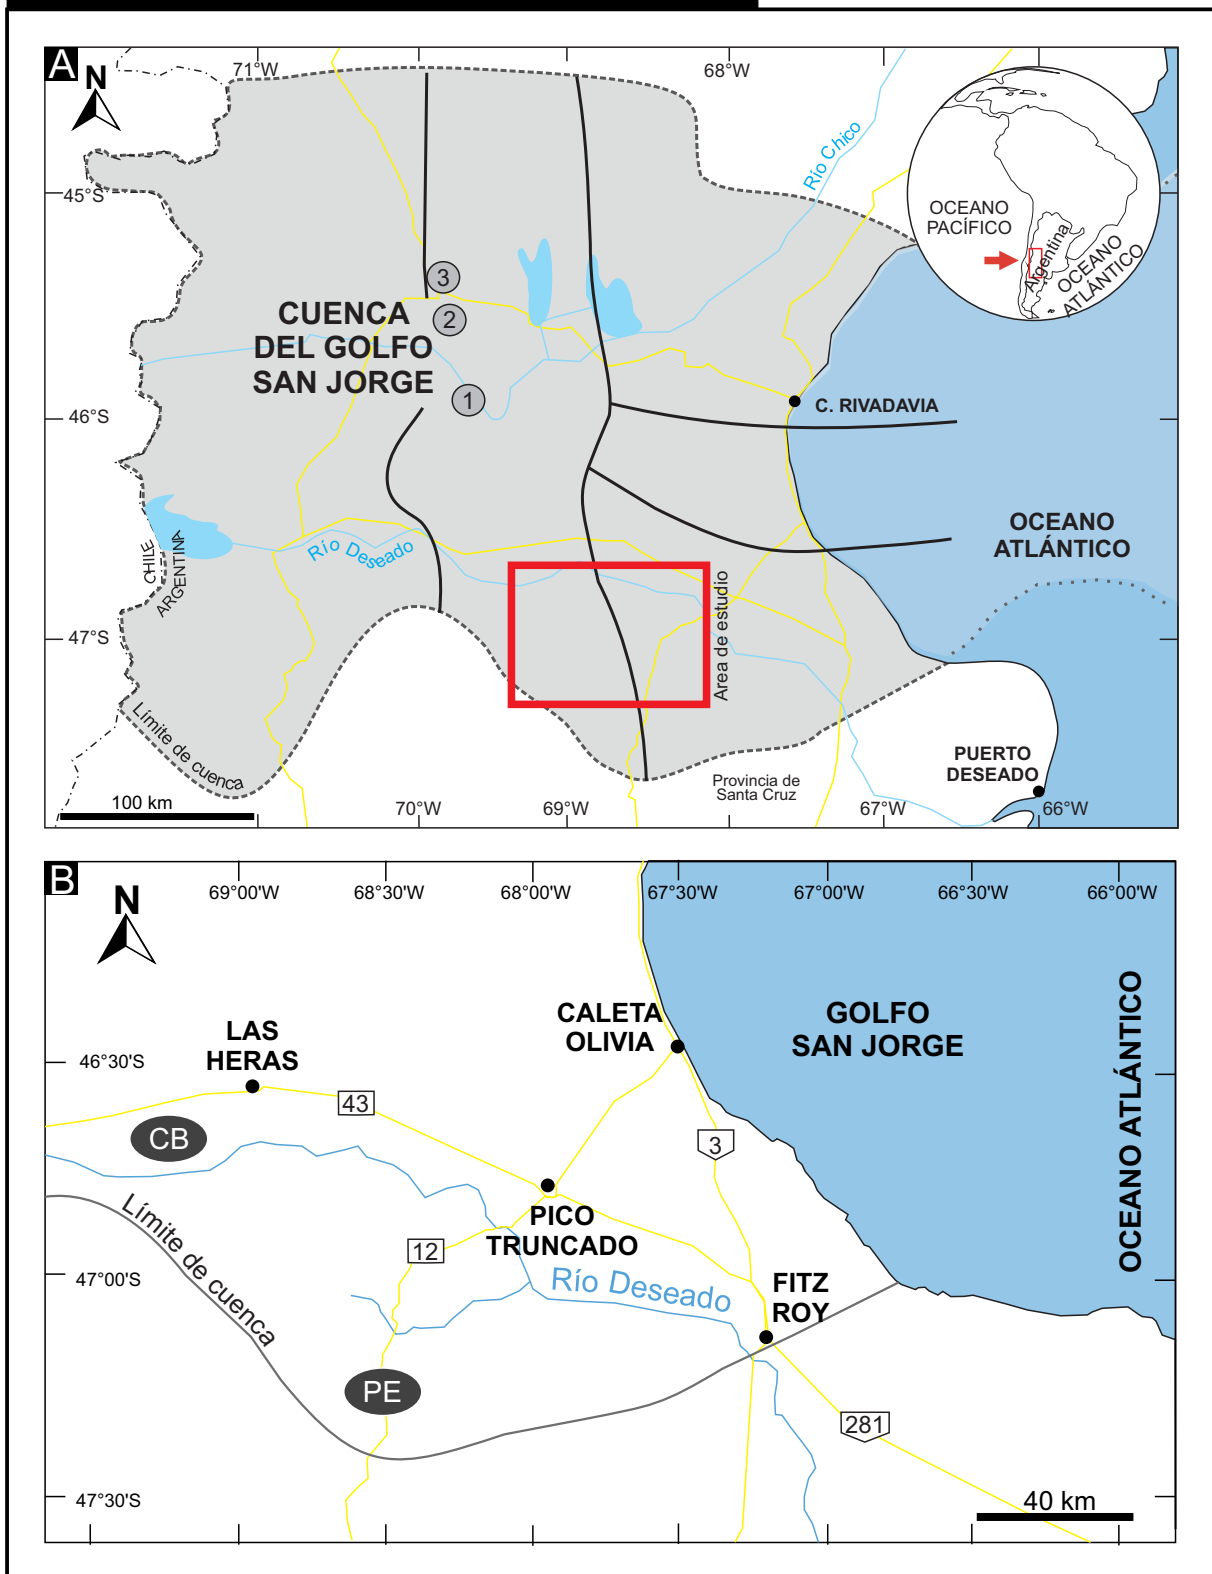 A
N
71°W
68°W
Río Chico
45°S
OCEANO
PACÍFICO
Argentina
OCEANO
ATLÁNTICO
3
2
CUENCA
DEL GOLFO
SAN JORGE
1
46°S
C. RIVADAVIA
OCEANO
ATLÁNTICO
CHILE
ARGENTINA
Río Deseado
47°S
Area de estudio
Límite de cuenca
PUERTO
DESEADO
Provincia de
Santa Cruz
100 km
70°W
69°W
67°W
66°W
B
N
69°00'W
68°30'W
68°00'W
67°30'W
67°00'W
66°30'W
66°00'W
CALETA
OLIVIA
GOLFO
SAN JORGE
OCEANO ATLÁNTICO
LAS
HERAS
46°30'S
43
CB
3
PICO
TRUNCADO
12
Límite de cuenca
47°00'S
Río Deseado
FITZ
ROY
PE
281
47°30'S
40 km